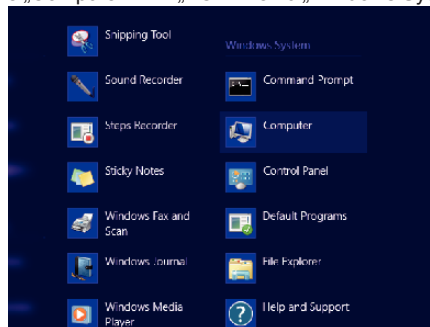 Snipping Tool
Sound Recorder
Steps Recorder
Sticky Notes
Windows Fax and
Scan
Windows Journal
Windows Media
Player
Windows System
Command Prompt
Computer
Control Panel
Default Programs
File Explorer
Help and Support